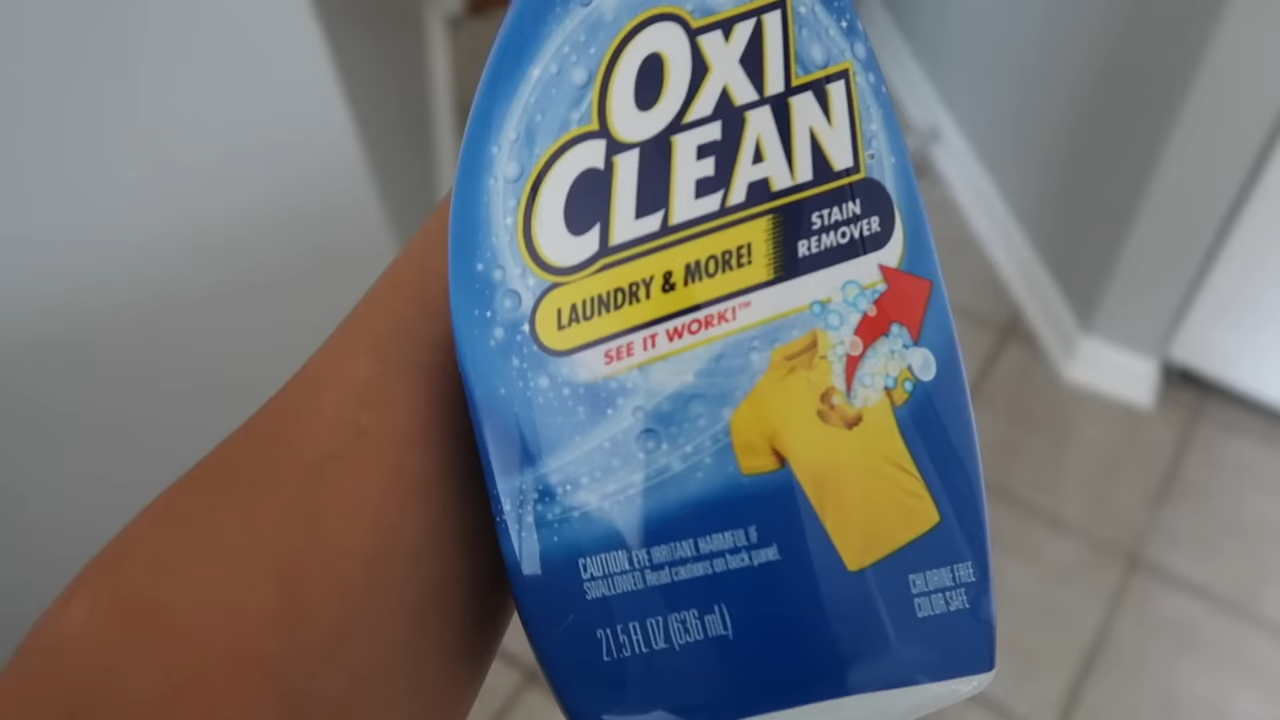 OXI
CLEAN
LAUNDRY & MORE!
STAIN
REMOVER
SEE IT WORK!™
CAUTION: EYE IRRITANT. HARMFUL IF
SWALLOWED. Read cautions on back panel.
21.5 FL OZ (636 mL)
CHLORINE FREE
COLOR SAFE